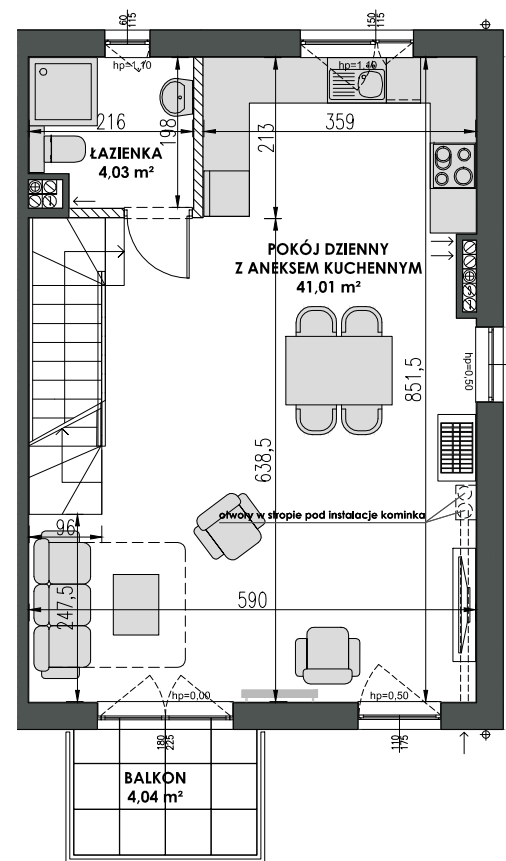 60
115
150
115
hp=1,10
hp=1,10
216
198
213
359
ŁAZIENKA
4,03 m²
POKÓJ DZIENNY
Z ANEKSEM KUCHENNYM
41,01 m²
hp=0,50
851,5
638,5
otwory w stropie pod instalacje kominka
96
247,5
590
hp=0,00
hp=0,50
180
225
110
175
BALKON
4,04 m²